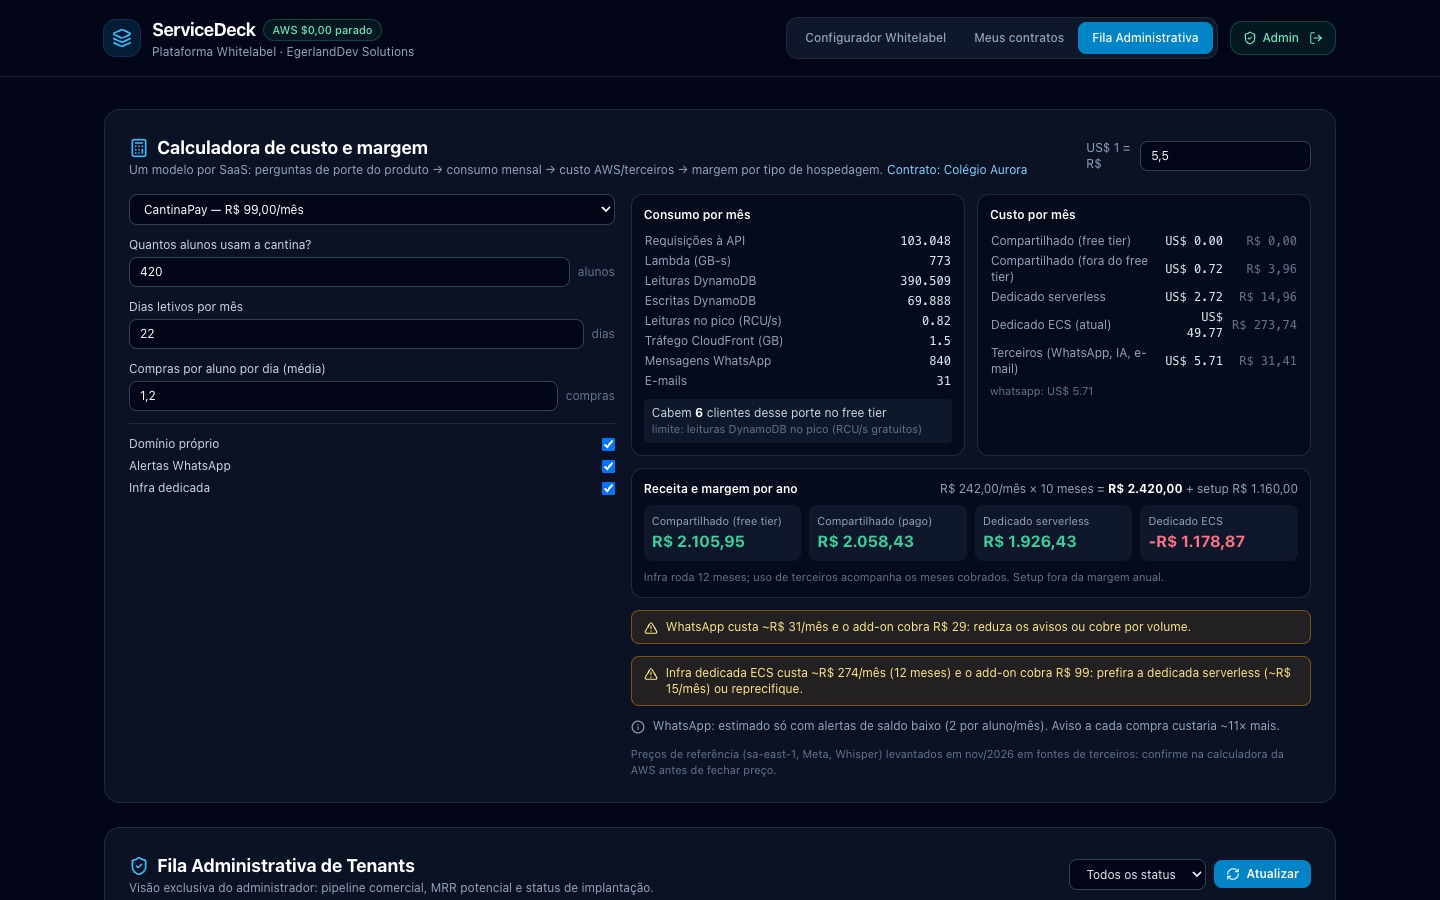 ServiceDeck
AWS $0,00 parado
Plataforma Whitelabel · EgerlandDev Solutions
Configurador Whitelabel
Meus contratos
Fila Administrativa
Admin
Calculadora de custo e margem
Um modelo por SaaS: perguntas de porte do produto → consumo mensal → custo AWS/terceiros → margem por tipo de hospedagem. Contrato: Colégio Aurora
US$ 1 =
R$
5,5
CantinaPay — R$ 99,00/mês
Quantos alunos usam a cantina?
420
alunos
Dias letivos por mês
22
dias
Compras por aluno por dia (média)
1,2
compras
Domínio próprio
Alertas WhatsApp
Infra dedicada
Consumo por mês
Requisições à API 103.048
Lambda (GB-s) 773
Leituras DynamoDB 390.509
Escritas DynamoDB 69.888
Leituras no pico (RCU/s) 0.82
Tráfego CloudFront (GB) 1.5
Mensagens WhatsApp 840
E-mails 31
Cabem 6 clientes desse porte no free tier
limite: leituras DynamoDB no pico (RCU/s gratuitos)
Custo por mês
Compartilhado (free tier) US$ 0.00 R$ 0,00
Compartilhado (fora do free
tier) US$ 0.72 R$ 3,96
Dedicado serverless US$ 2.72 R$ 14,96
Dedicado ECS (atual) US$
49.77 R$ 273,74
Terceiros (WhatsApp, IA, e-
mail) US$ 5.71 R$ 31,41
whatsapp: US$ 5.71
Receita e margem por ano
R$ 242,00/mês × 10 meses = R$ 2.420,00 + setup R$ 1.160,00
Compartilhado (free tier)
R$ 2.105,95
Compartilhado (pago)
R$ 2.058,43
Dedicado serverless
R$ 1.926,43
Dedicado ECS
-R$ 1.178,87
Infra roda 12 meses; uso de terceiros acompanha os meses cobrados. Setup fora da margem anual.
WhatsApp custa ~R$ 31/mês e o add-on cobra R$ 29: reduza os avisos ou cobre por volume.
Infra dedicada ECS custa ~R$ 274/mês (12 meses) e o add-on cobra R$ 99: prefira a dedicada serverless (~R$
15/mês) ou reprecifique.
WhatsApp: estimado só com alertas de saldo baixo (2 por aluno/mês). Aviso a cada compra custaria ~11× mais.
Preços de referência (sa-east-1, Meta, Whisper) levantados em nov/2026 em fontes de terceiros: confirme na calculadora da
AWS antes de fechar preço.
Fila Administrativa de Tenants
Visão exclusiva do administrador: pipeline comercial, MRR potencial e status de implantação.
Todos os status
Atualizar